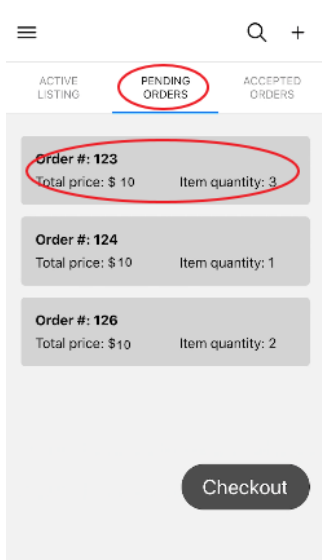 ACTIVE LISTING
PENDING ORDERS
ACCEPTED ORDERS
Order #: 123
Total price: $ 10 Item quantity: 3
Order #: 124
Total price: $10 Item quantity: 1
Order #: 126
Total price: $10 Item quantity: 2
Checkout